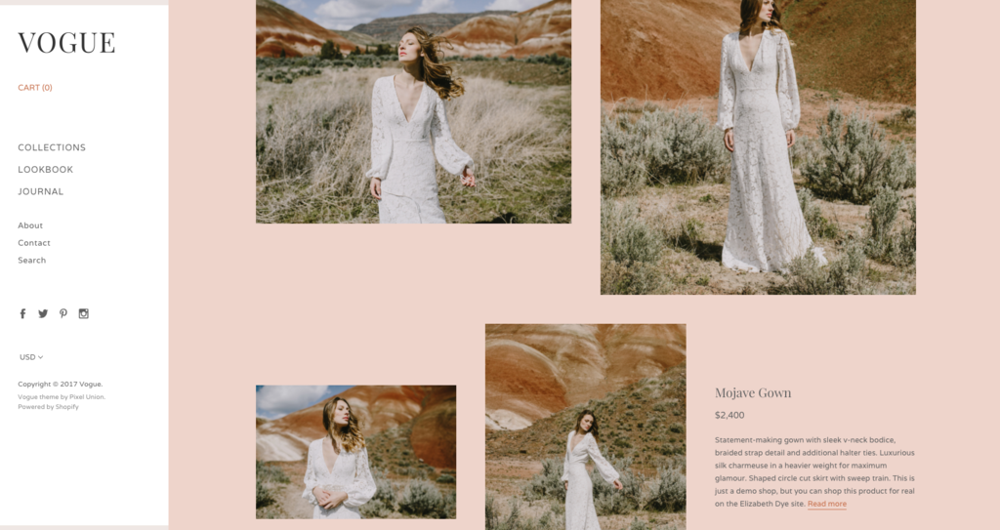 VOGUE
CART (0)
COLLECTIONS
LOOKBOOK
JOURNAL
About
Contact
Search
USD
Copyright © 2017 Vogue.
Vogue theme by Pixel Union.
Powered by Shopify
Mojave Gown
$2,400
Statement-making gown with sleek v-neck bodice,
braided strap detail and additional halter ties. Luxurious
silk charmeuse in a heavier weight for maximum
glamour. Shaped circle cut skirt with sweep train. This is
just a demo shop, but you can shop this product for real
on the Elizabeth Dye site. Read more